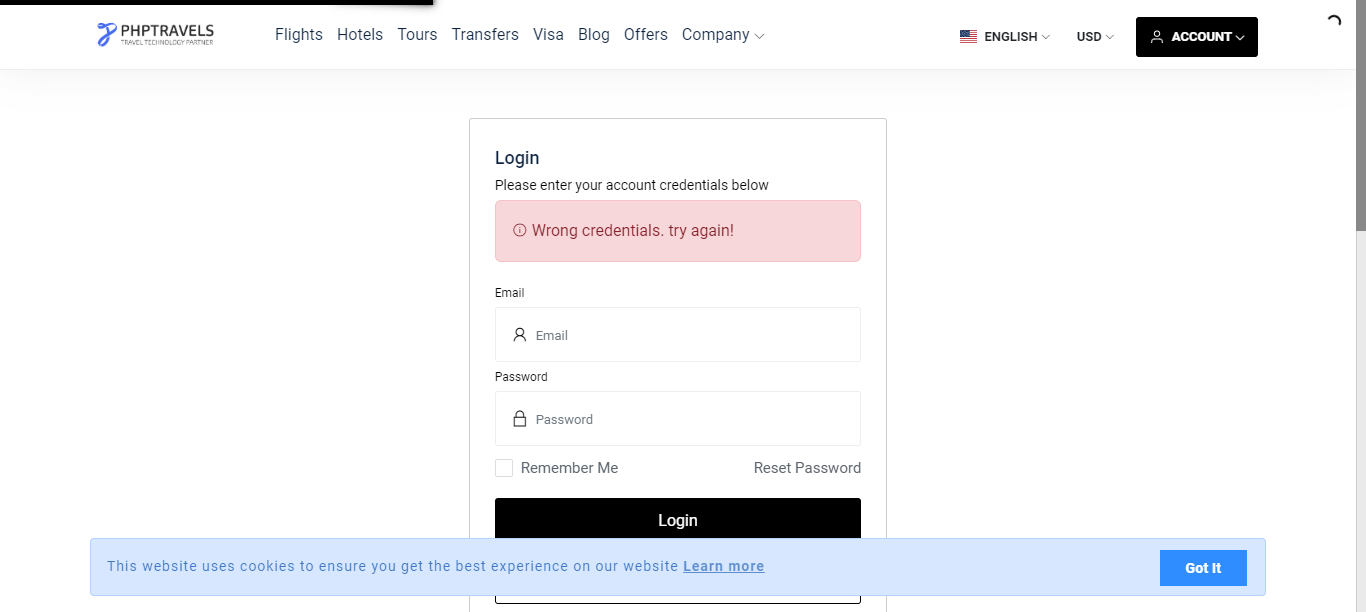 PHPTRAVELS
TRAVEL TECHNOLOGY PARTNER
Flights Hotels Tours Transfers Visa Blog Offers Company
ENGLISH USD ACCOUNT
Login
Please enter your account credentials below
Wrong credentials. try again!
Email
Email
Password
Password
Remember Me Reset Password
Login
This website uses cookies to ensure you get the best experience on our website Learn more Got It